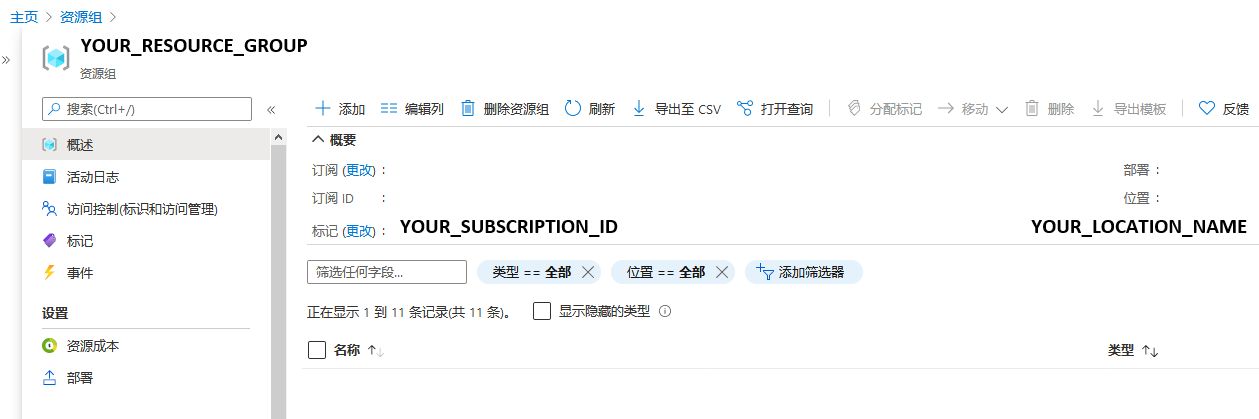 主页 > 资源组 >
»
YOUR_RESOURCE_GROUP
资源组
搜索(Ctrl+/)
«
添加 编辑列 删除资源组 刷新 导出至 CSV 打开查询 分配标记 移动 删除 导出模板 反馈
概述
活动日志
访问控制(标识和访问管理)
标记
事件
设置
资源成本
部署
概要
订阅 (更改) :
部署 :
订阅 ID :
位置 :
标记 (更改) : YOUR_SUBSCRIPTION_ID
YOUR_LOCATION_NAME
筛选任何字段... 类型 == 全部 位置 == 全部 添加筛选器
正在显示 1 到 11 条记录(共 11 条)。 显示隐藏的类型
名称 ↑↓ 类型 ↑↓